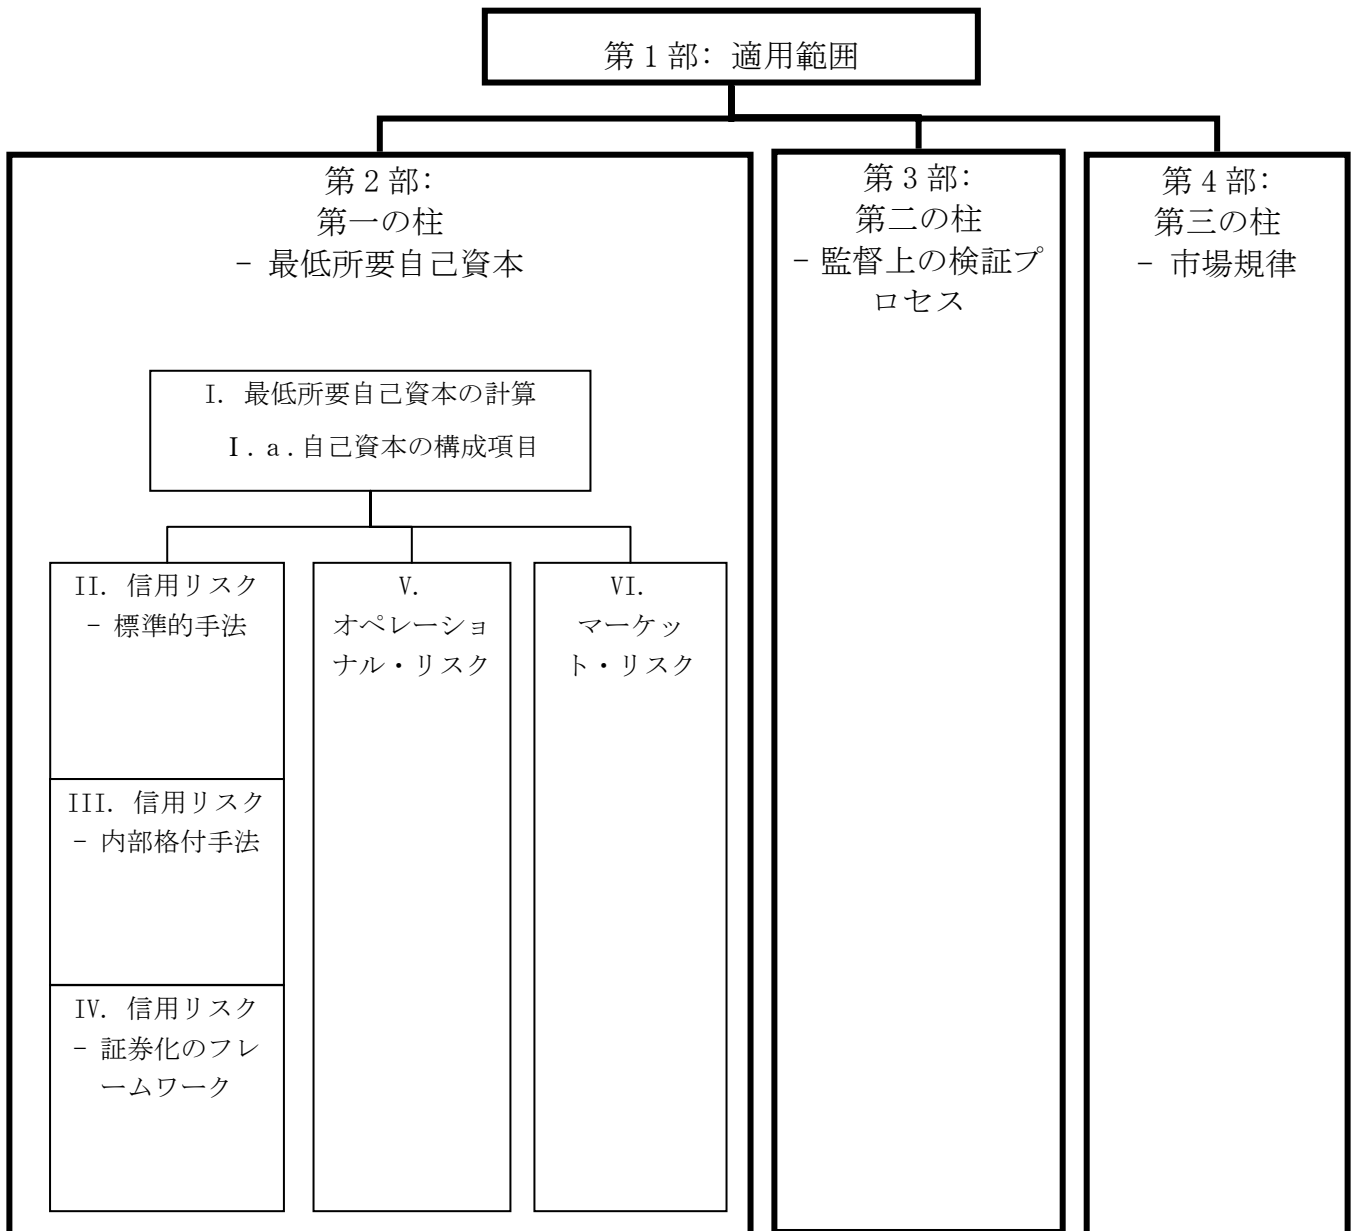 第1部: 適用範囲
第2部:
第一の柱
- 最低所要自己資本
第3部:
第二の柱
- 監督上の検証プ
ロセス
第4部:
第三の柱
- 市場規律
I. 最低所要自己資本の計算
I.a.自己資本の構成項目
II. 信用リスク
- 標準的手法
III. 信用リスク
- 内部格付手法
IV. 信用リスク
- 証券化のフレ
ームワーク
V.
オペレーショ
ナル・リスク
VI.
マーケッ
ト・リスク